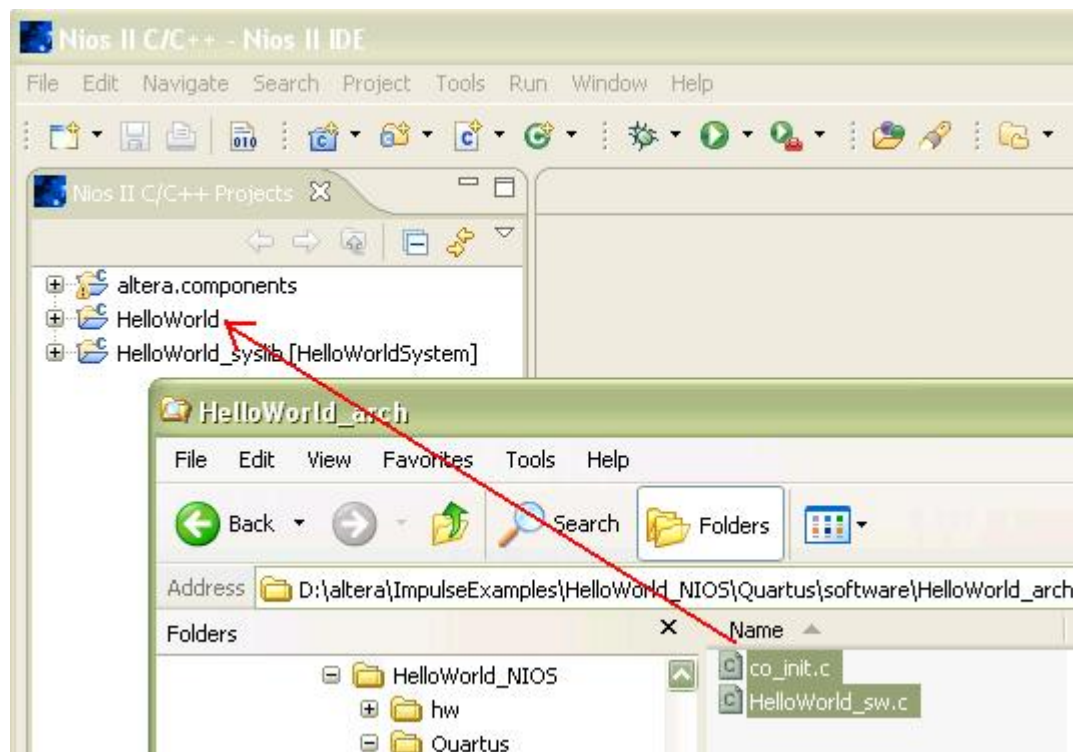 Nios II C/C++ - Nios II IDE
File Edit Navigate Search Project Tools Run Window Help
010
Nios II C/C++ Projects
altera.components
HelloWorld
HelloWorld_syslib [HelloWorldSystem]
HelloWorld_arch
File Edit View Favorites Tools Help
Back Search Folders
Address D:\altera\ImpulseExamples\HelloWorld_NIOS\Quartus\software\HelloWorld_arch
Folders Name
HelloWorld_NIOS co_init.c
hw HelloWorld_sw.c
Quartus